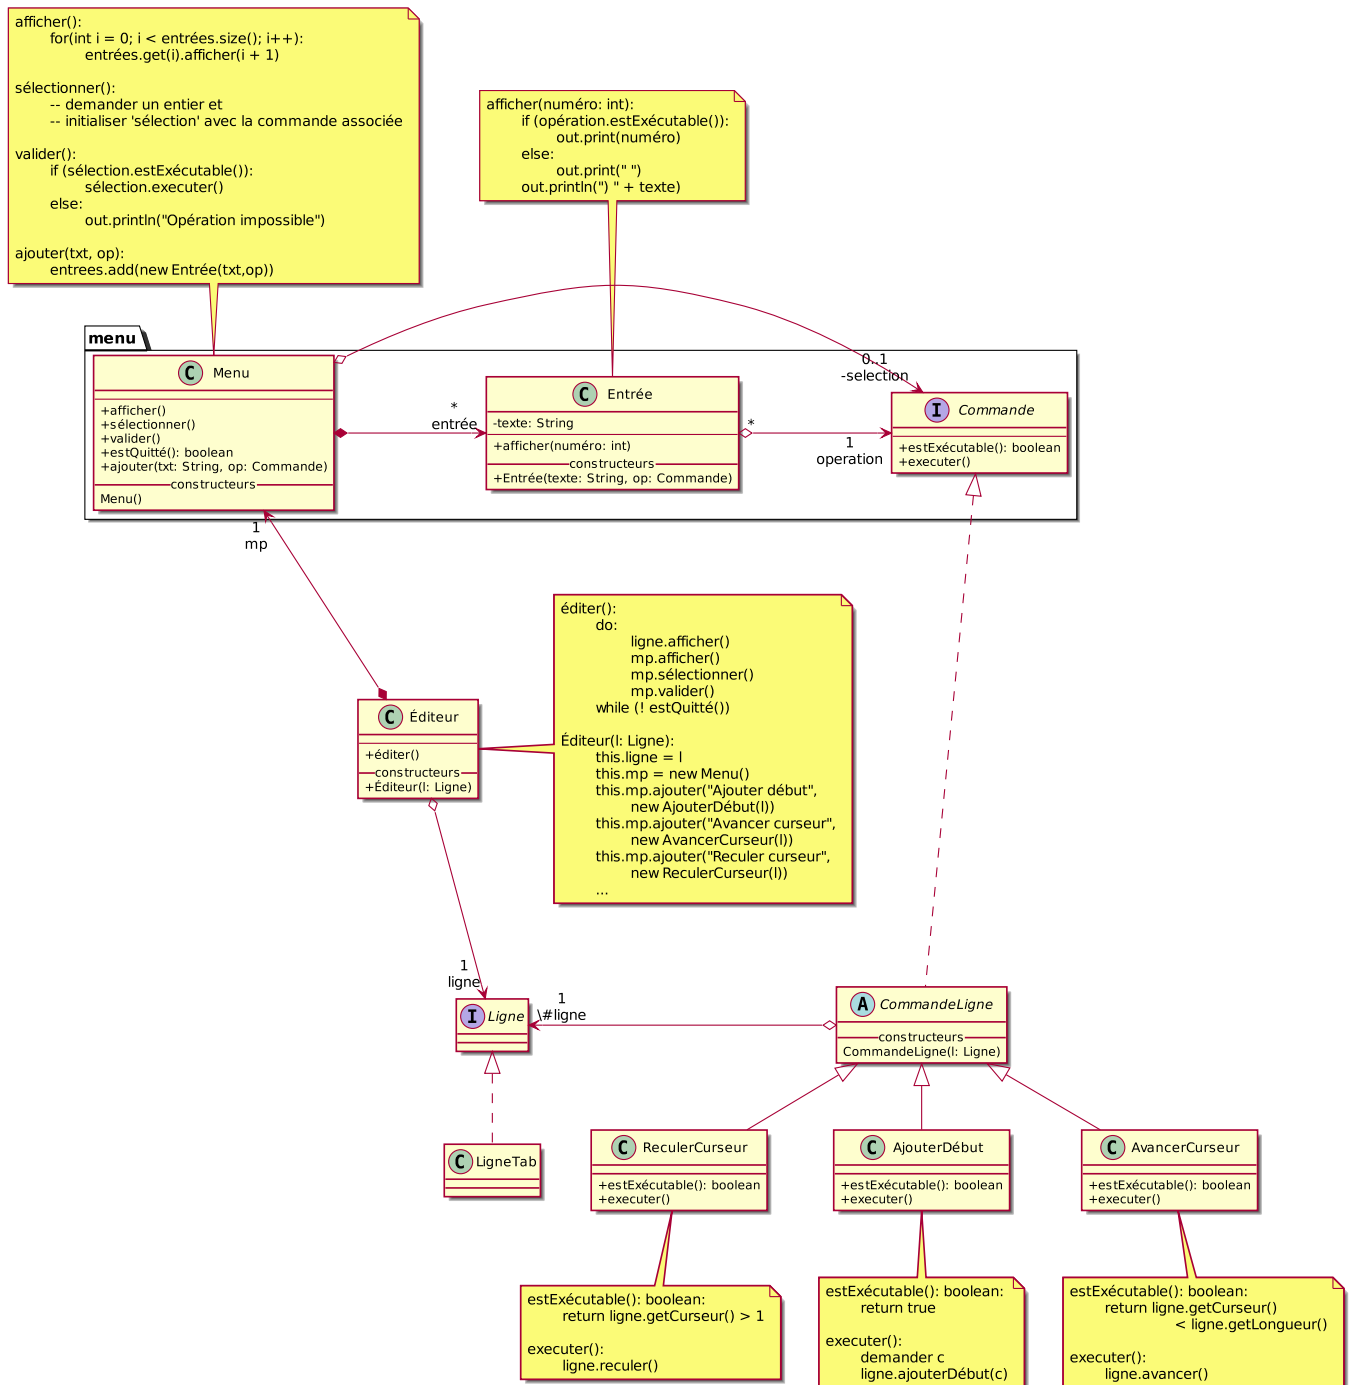 afficher():
for(int i = 0; i < entrées.size(); i++):
entrées.get(i).afficher(i + 1)
sélectionner():
-- demander un entier et
-- initialiser 'sélection' avec la commande associée
valider():
if (sélection.estExécutable()):
sélection.executer()
else:
out.println("Opération impossible")
ajouter(txt, op):
entrees.add(new Entrée(txt,op))
afficher(numéro: int):
if (opération.estExécutable()):
out.print(numéro)
else:
out.print(" ")
out.println(") " + texte)
menu
C Menu
+afficher()
+sélectionner()
+valider()
+estQuitté(): boolean
+ajouter(txt: String, op: Commande)
constructeurs
Menu()
*
entrée
C Entrée
-texte: String
+afficher(numéro: int)
constructeurs
+Entrée(texte: String, op: Commande)
*
1
operation
0..1
-selection
I Commande
+estExécutable(): boolean
+executer()
1
mp
C Éditeur
+éditer()
constructeurs
+Éditeur(l: Ligne)
éditer():
do:
ligne.afficher()
mp.afficher()
mp.sélectionner()
mp.valider()
while (! estQuitté())
Éditeur(l: Ligne):
this.ligne = l
this.mp = new Menu()
this.mp.ajouter("Ajouter début",
new AjouterDébut(l))
this.mp.ajouter("Avancer curseur",
new AvancerCurseur(l))
this.mp.ajouter("Reculer curseur",
new ReculerCurseur(l))
...
1
ligne
I Ligne
1
\#ligne
A CommandeLigne
constructeurs
CommandeLigne(l: Ligne)
C LigneTab
C ReculerCurseur
+estExécutable(): boolean
+executer()
C AjouterDébut
+estExécutable(): boolean
+executer()
C AvancerCurseur
+estExécutable(): boolean
+executer()
estExécutable(): boolean:
return ligne.getCurseur() > 1
executer():
ligne.reculer()
estExécutable(): boolean:
return true
executer():
demander c
ligne.ajouterDébut(c)
estExécutable(): boolean:
return ligne.getCurseur()
< ligne.getLongueur()
executer():
ligne.avancer()